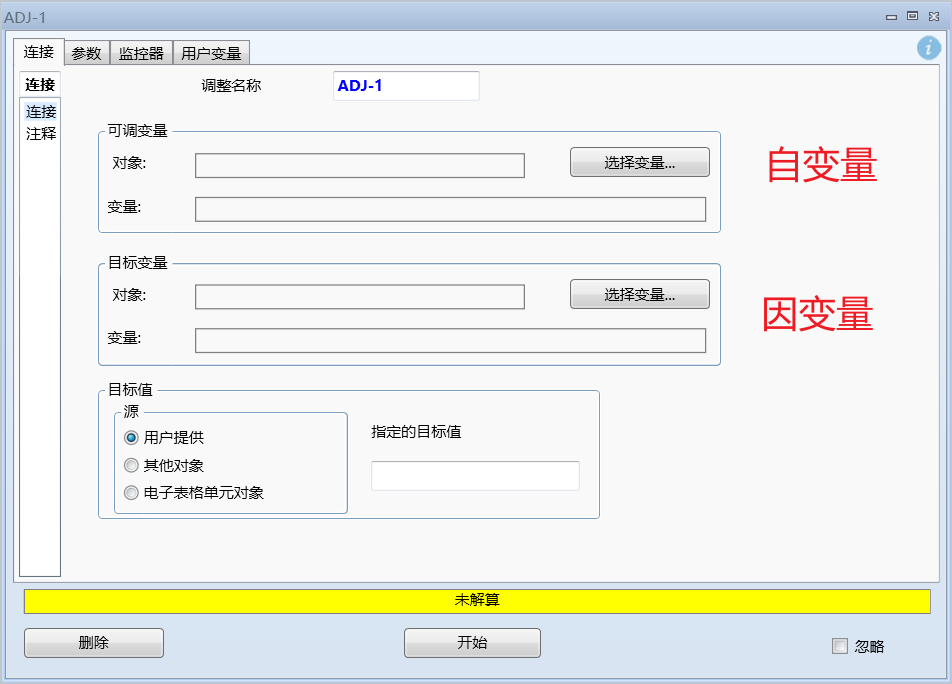 ADJ-1
连接 参数 监控器 用户变量
连接
连接
注释
调整名称 ADJ-1
可调变量
对象: 选择变量...
变量:
自变量
目标变量
对象: 选择变量...
变量:
因变量
目标值
源
用户提供
其他对象
电子表格单元对象
指定的目标值
未解算
删除 开始 忽略